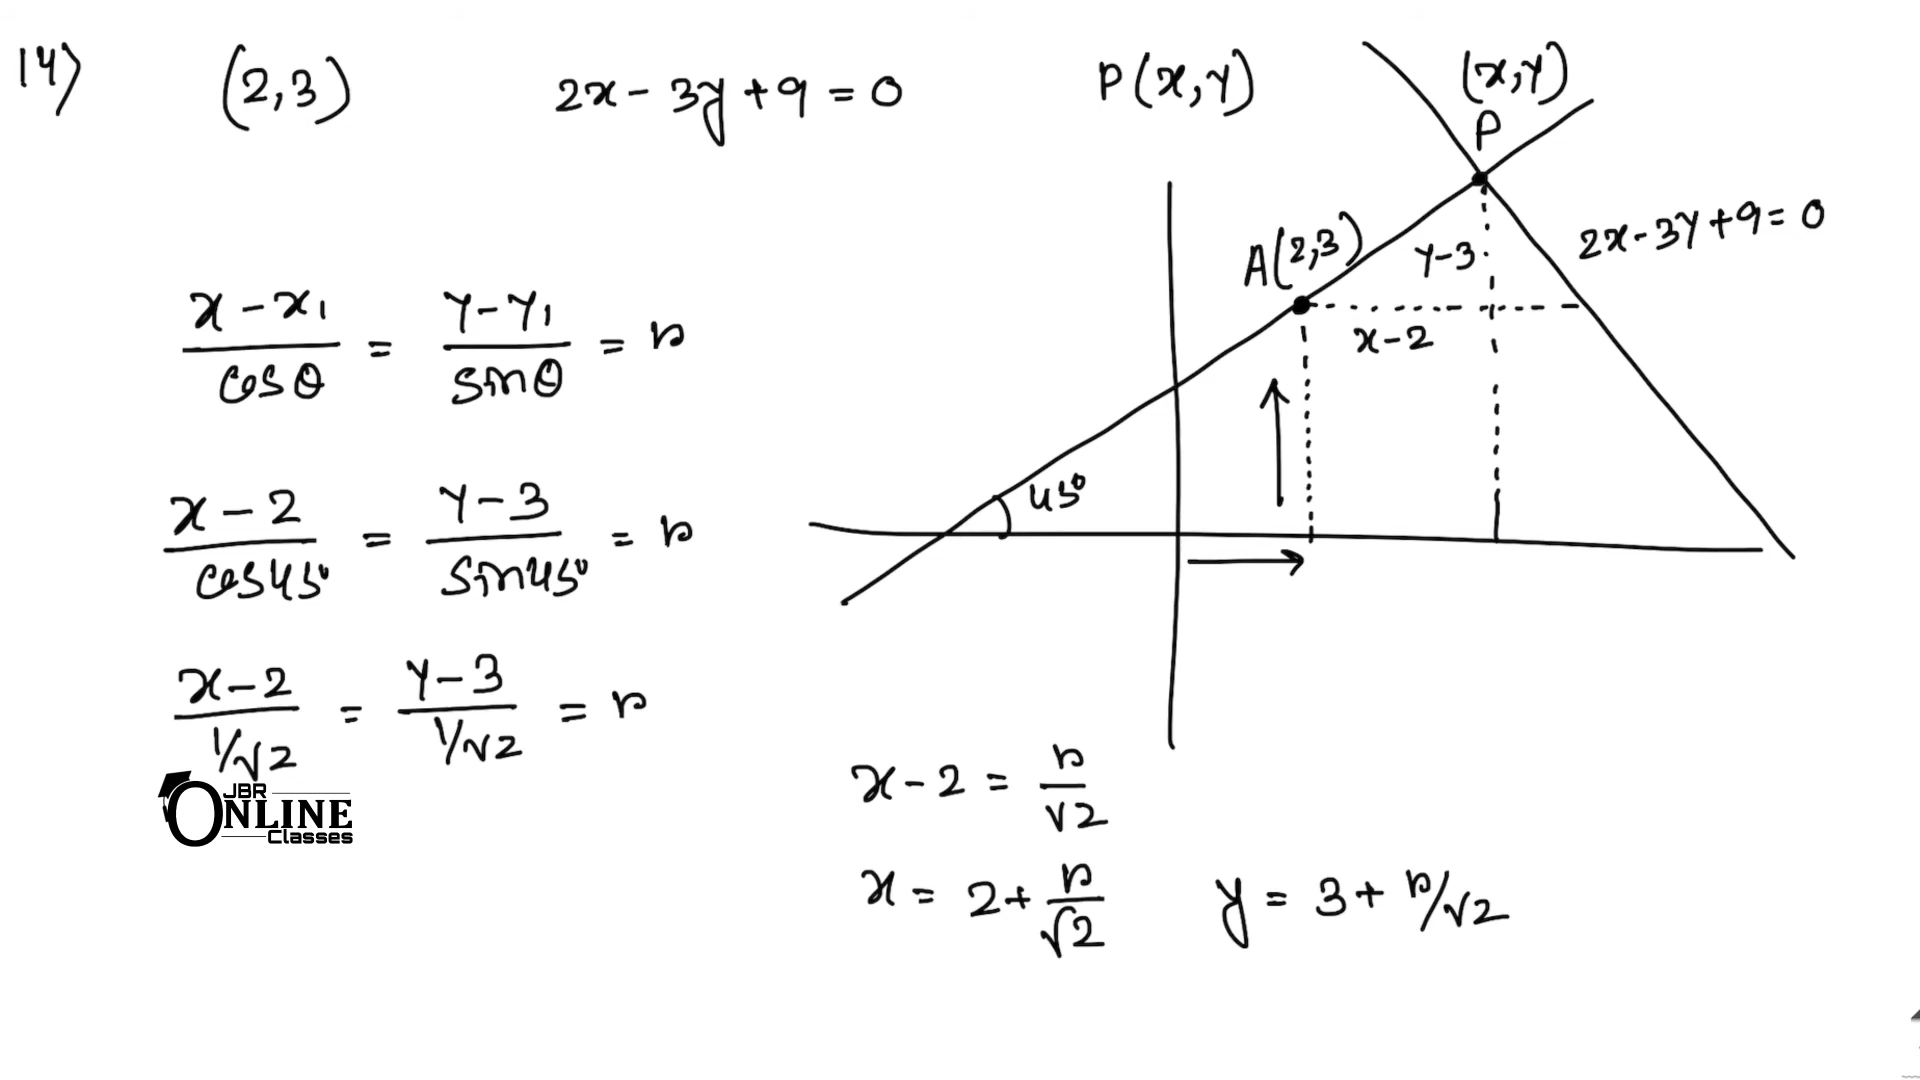 14) (2,3) 2x - 3y + 9 = 0 P(x,y)
(x,y)
P
A(2,3)
y-3
2x-3y+9=0
x-2
45°
x - x₁/cosθ = y - y₁/sinθ = r
x - 2/cos45° = y - 3/sin45° = r
x - 2/1/√2 = y - 3/1/√2 = r
JBR
ONLINE
Classes
x - 2 = r/√2
x = 2 + r/√2 y = 3 + r/√2